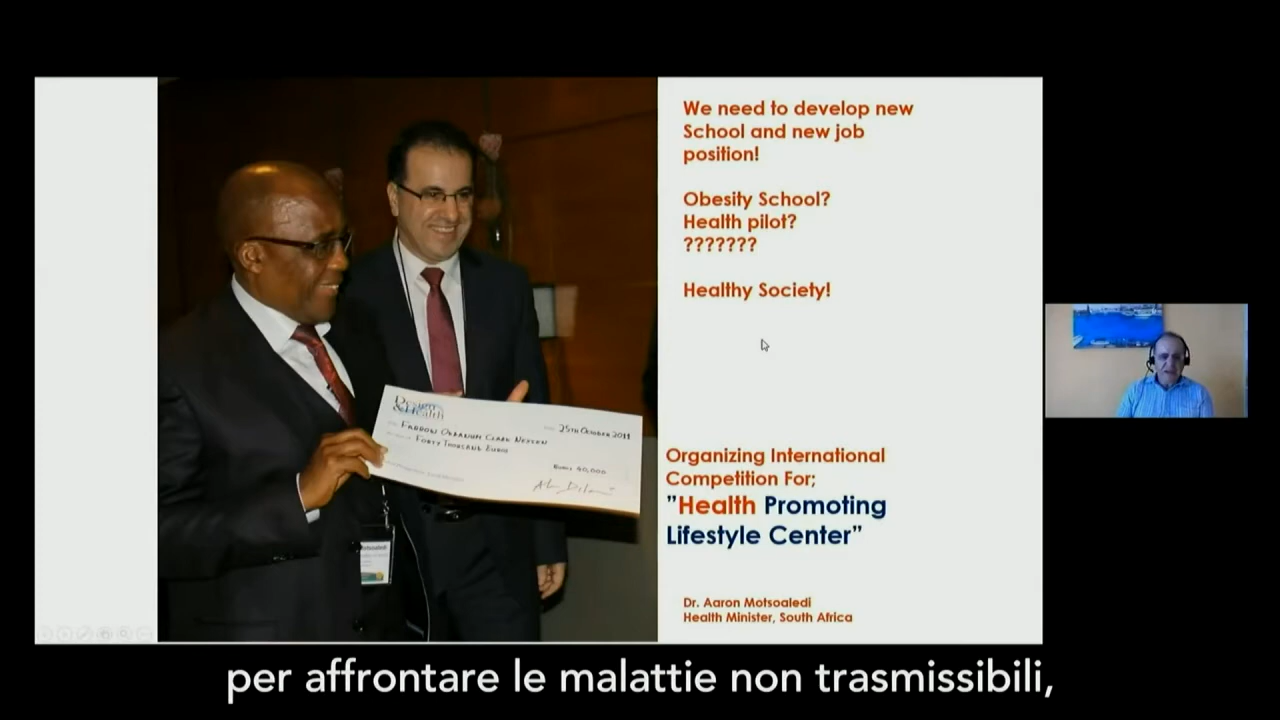 We need to develop new
School and new job
position!
Obesity School?
Health pilot?
???????
Healthy Society!
Design
&Health
25th October 2011
Forty Thousand Euro
Euros 40,000
Organizing International
Competition For;
”Health Promoting
Lifestyle Center”
Dr. Aaron Motsoaledi
Health Minister, South Africa
per affrontare le malattie non trasmissibili,